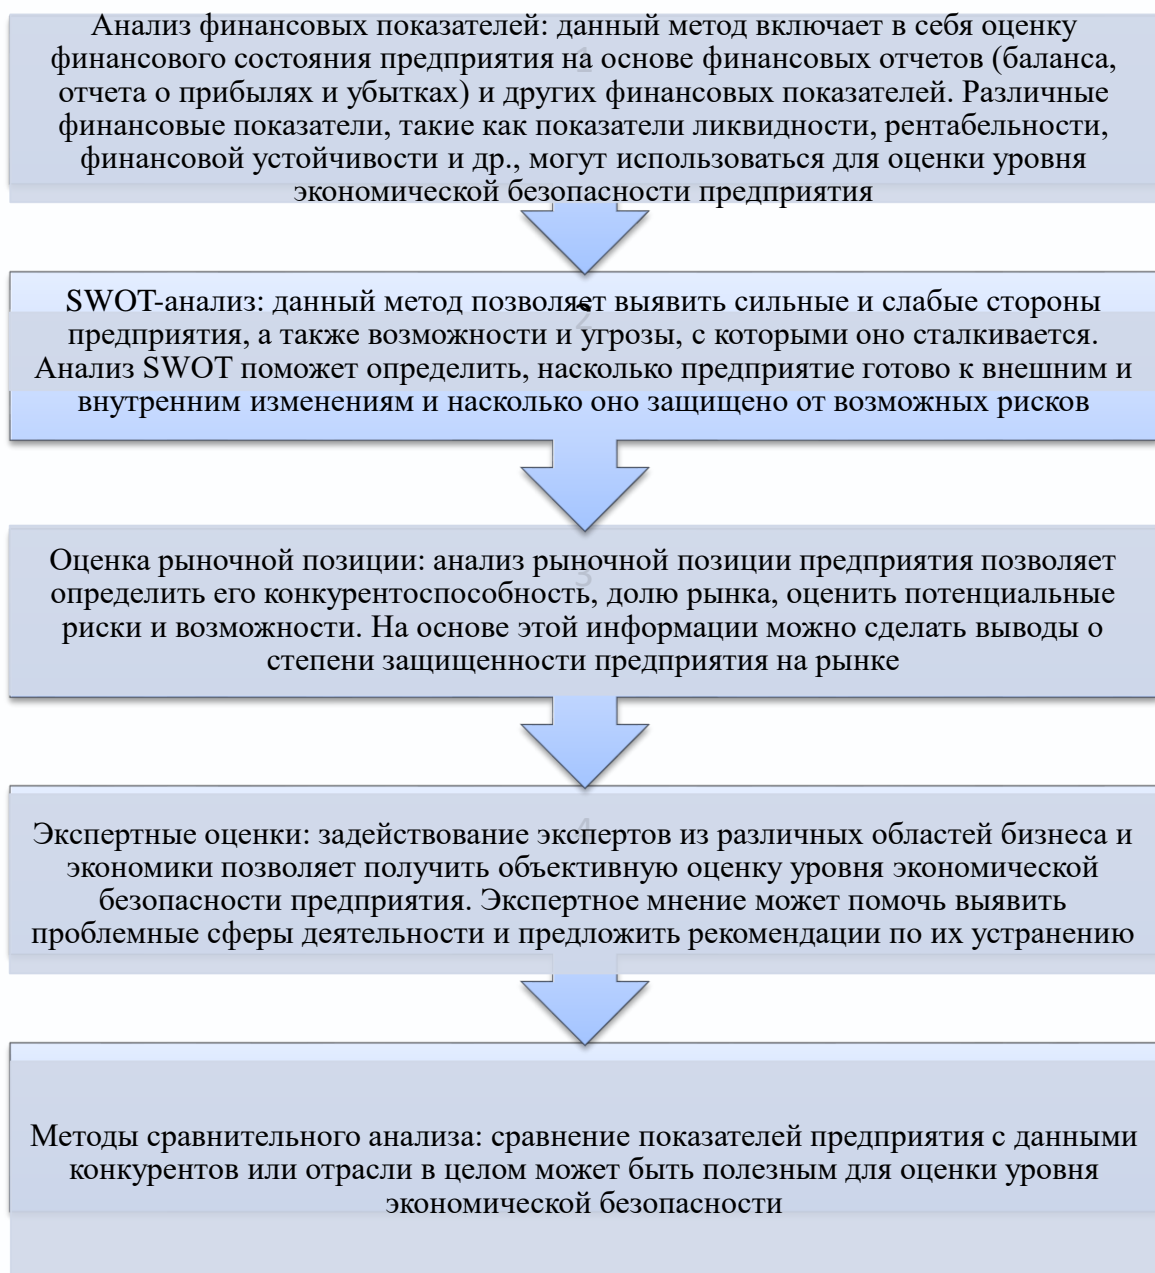 Анализ финансовых показателей: данный метод включает в себя оценку
1
финансового состояния предприятия на основе финансовых отчетов (баланса,
отчета о прибылях и убытках) и других финансовых показателей. Различные
финансовые показатели, такие как показатели ликвидности, рентабельности,
финансовой устойчивости и др., могут использоваться для оценки уровня
экономической безопасности предприятия
SWOT-анализ: данный метод позволяет выявить сильные и слабые стороны
2
предприятия, а также возможности и угрозы, с которыми оно сталкивается.
Анализ SWOT поможет определить, насколько предприятие готово к внешним и
внутренним изменениям и насколько оно защищено от возможных рисков
Оценка рыночной позиции: анализ рыночной позиции предприятия позволяет
3
определить его конкурентоспособность, долю рынка, оценить потенциальные
риски и возможности. На основе этой информации можно сделать выводы о
степени защищенности предприятия на рынке
4
Экспертные оценки: задействование экспертов из различных областей бизнеса и
экономики позволяет получить объективную оценку уровня экономической
безопасности предприятия. Экспертное мнение может помочь выявить
проблемные сферы деятельности и предложить рекомендации по их устранению
Методы сравнительного анализа: сравнение показателей предприятия с данными
конкурентов или отрасли в целом может быть полезным для оценки уровня
экономической безопасности